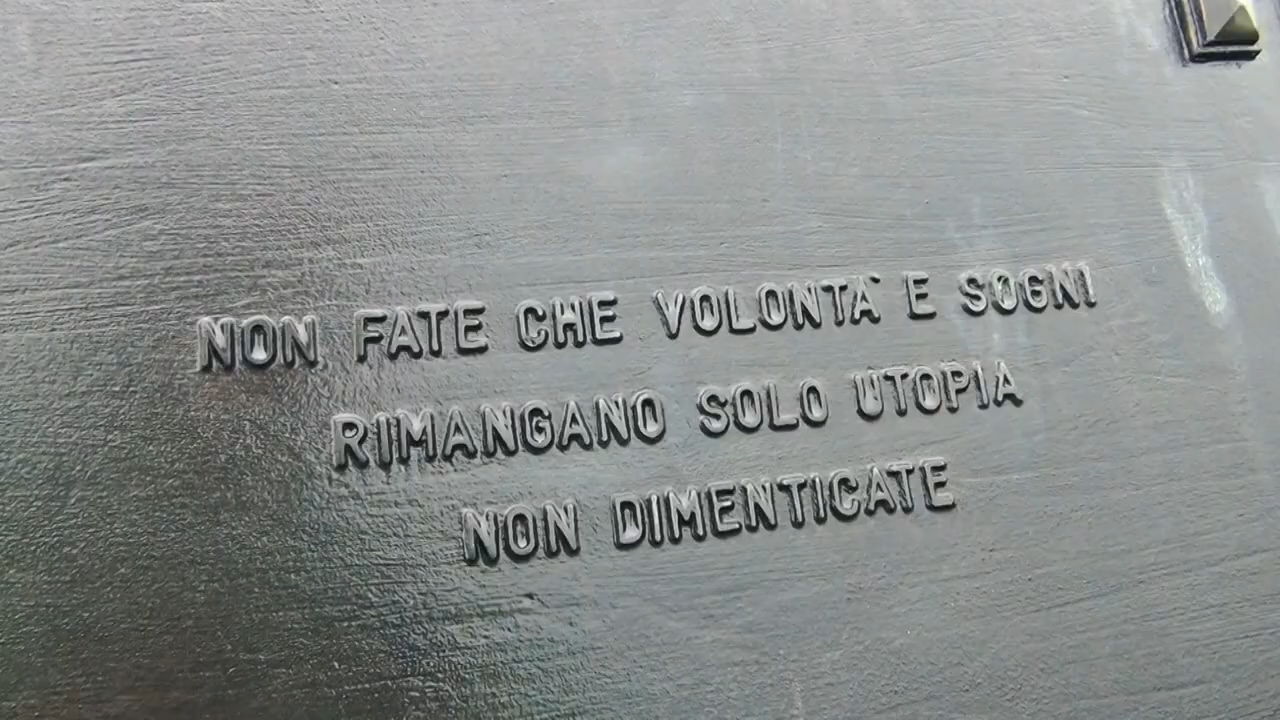 NON FATE CHE VOLONTA` E SOGNI
RIMANGANO SOLO UTOPIA
NON DIMENTICATE